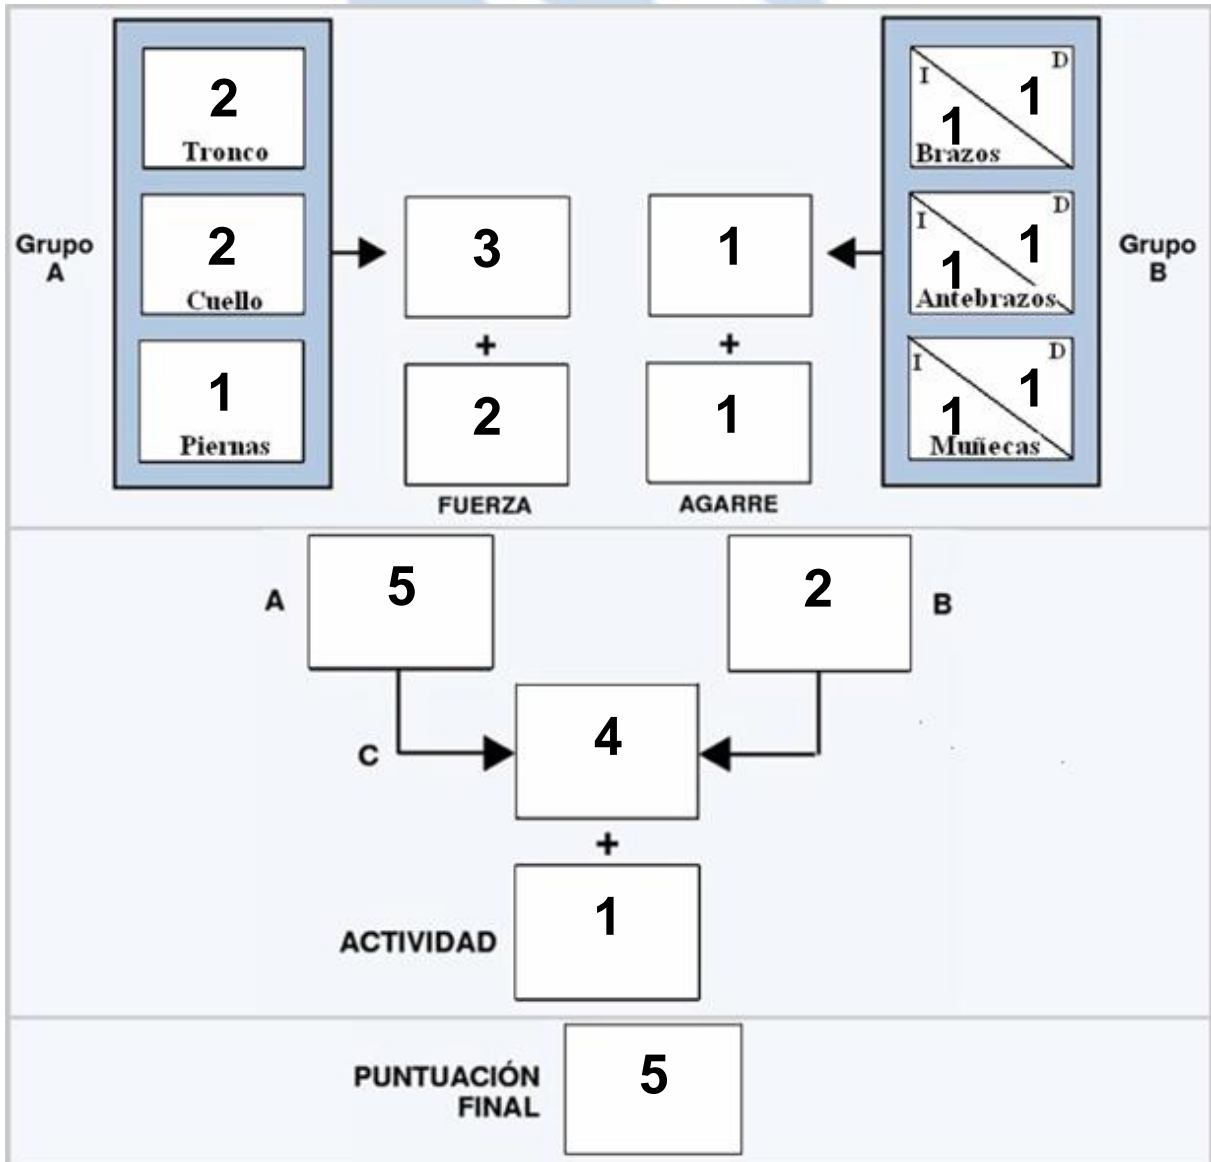 2
Tronco
2
Cuello
1
Piernas
Grupo
A
3
+
2
FUERZA
1
+
1
AGARRE
I D
1 1
Brazos
I D
1 1
Antebrazos
I D
1 1
Muñecas
Grupo
B
A 5
2 B
C 4
+
ACTIVIDAD 1
PUNTUACIÓN
FINAL
5